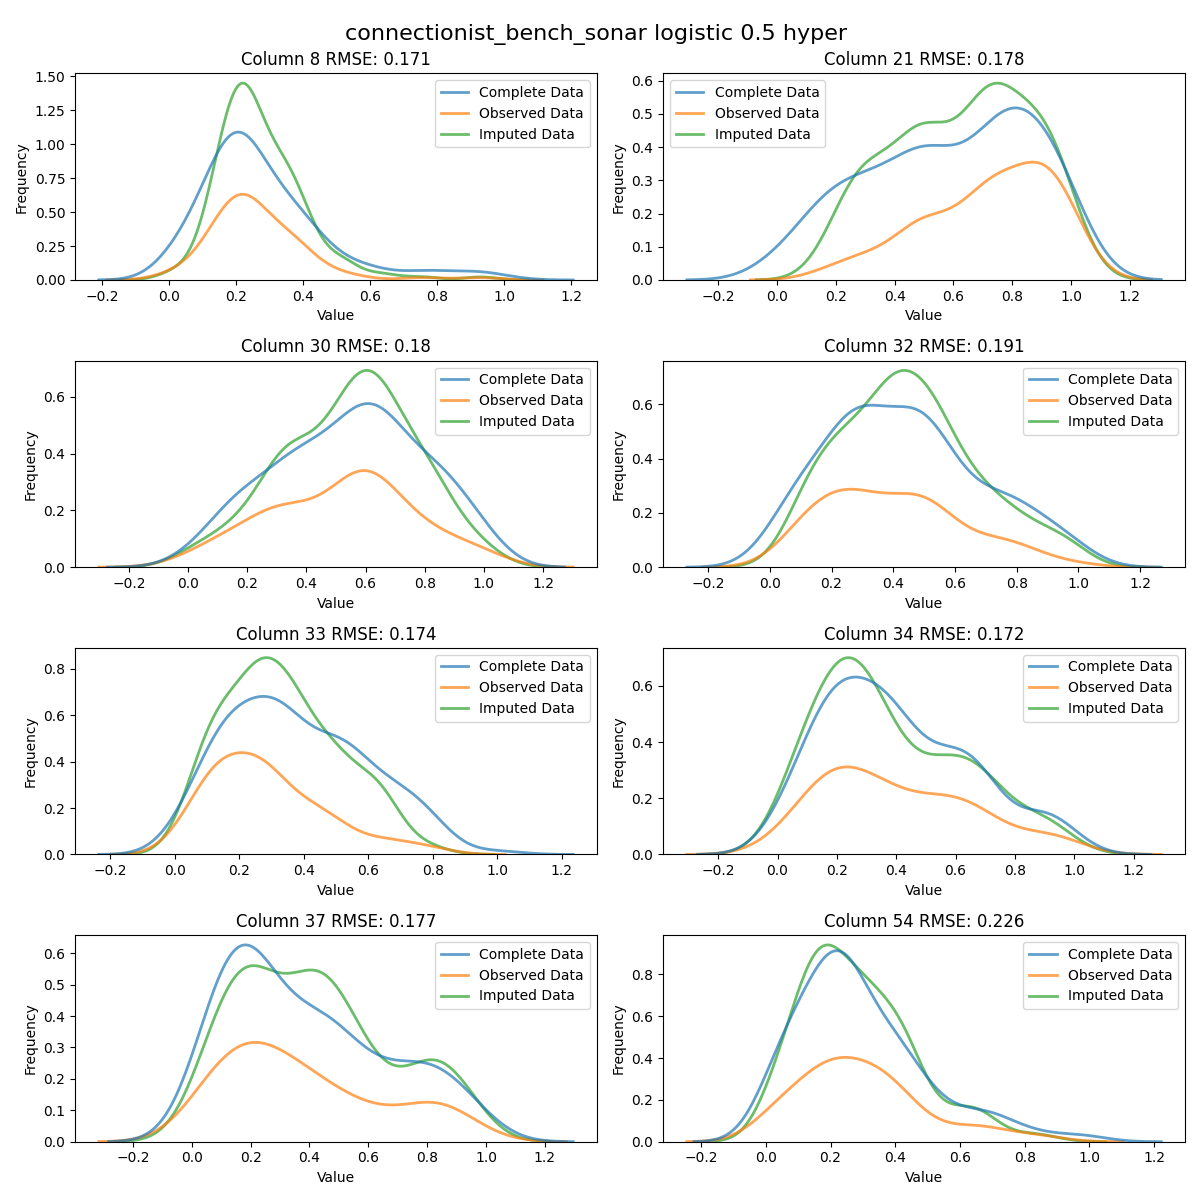 connectionist_bench_sonar logistic 0.5 hyper
Column 8 RMSE: 0.171
Frequency
1.50
1.25
1.00
0.75
0.50
0.25
0.00
Complete Data
Observed Data
Imputed Data
−0.2 0.0 0.2 0.4 0.6 0.8 1.0 1.2
Value
Column 21 RMSE: 0.178
Frequency
0.6
0.5
0.4
0.3
0.2
0.1
0.0
Complete Data
Observed Data
Imputed Data
−0.2 0.0 0.2 0.4 0.6 0.8 1.0 1.2
Value
Column 30 RMSE: 0.18
Frequency
0.6
0.4
0.2
0.0
Complete Data
Observed Data
Imputed Data
−0.2 0.0 0.2 0.4 0.6 0.8 1.0 1.2
Value
Column 32 RMSE: 0.191
Frequency
0.6
0.4
0.2
0.0
Complete Data
Observed Data
Imputed Data
−0.2 0.0 0.2 0.4 0.6 0.8 1.0 1.2
Value
Column 33 RMSE: 0.174
Frequency
0.8
0.6
0.4
0.2
0.0
Complete Data
Observed Data
Imputed Data
−0.2 0.0 0.2 0.4 0.6 0.8 1.0 1.2
Value
Column 34 RMSE: 0.172
Frequency
0.6
0.4
0.2
0.0
Complete Data
Observed Data
Imputed Data
−0.2 0.0 0.2 0.4 0.6 0.8 1.0 1.2
Value
Column 37 RMSE: 0.177
Frequency
0.6
0.5
0.4
0.3
0.2
0.1
0.0
Complete Data
Observed Data
Imputed Data
−0.2 0.0 0.2 0.4 0.6 0.8 1.0 1.2
Value
Column 54 RMSE: 0.226
Frequency
0.8
0.6
0.4
0.2
0.0
Complete Data
Observed Data
Imputed Data
−0.2 0.0 0.2 0.4 0.6 0.8 1.0 1.2
Value